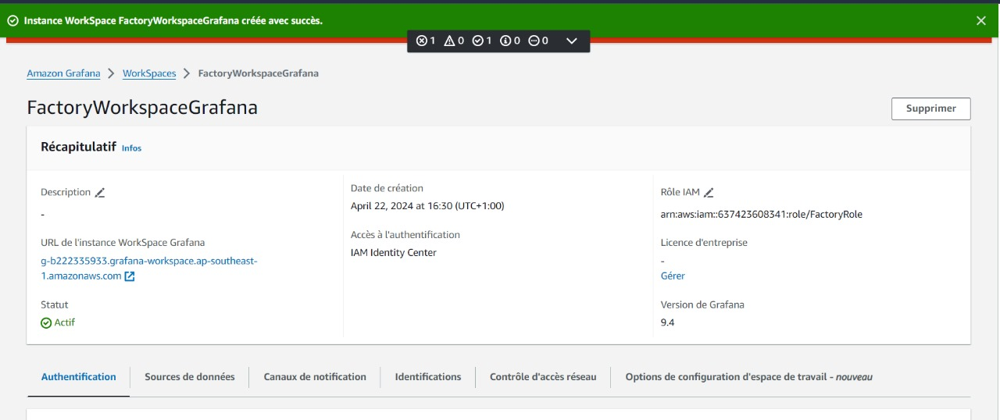 Instance WorkSpace FactoryWorkspaceGrafana créée avec succès.
1 0 1 0 0
Amazon Grafana > WorkSpaces > FactoryWorkspaceGrafana
FactoryWorkspaceGrafana
Supprimer
Récapitulatif Infos
Description
-
URL de l'instance WorkSpace Grafana
g-b222335933.grafana-workspace.ap-southeast-
1.amazonaws.com
Statut
Actif
Date de création
April 22, 2024 at 16:30 (UTC+1:00)
Accès à l'authentification
IAM Identity Center
Rôle IAM
arn:aws:iam::637423608341:role/FactoryRole
Licence d'entreprise
-
Gérer
Version de Grafana
9.4
Authentification Sources de données Canaux de notification Identifications Contrôle d'accès réseau Options de configuration d'espace de travail - nouveau